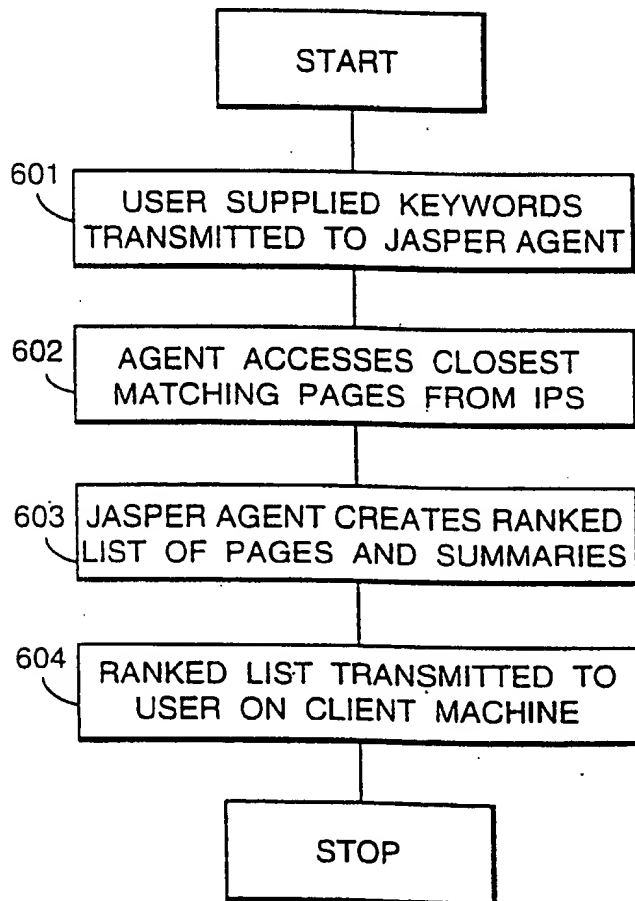 START
601
USER SUPPLIED KEYWORDS
TRANSMITTED TO JASPER AGENT
602
AGENT ACCESSES CLOSEST
MATCHING PAGES FROM IPS
603
JASPER AGENT CREATES RANKED
LIST OF PAGES AND SUMMARIES
604
RANKED LIST TRANSMITTED TO
USER ON CLIENT MACHINE
STOP